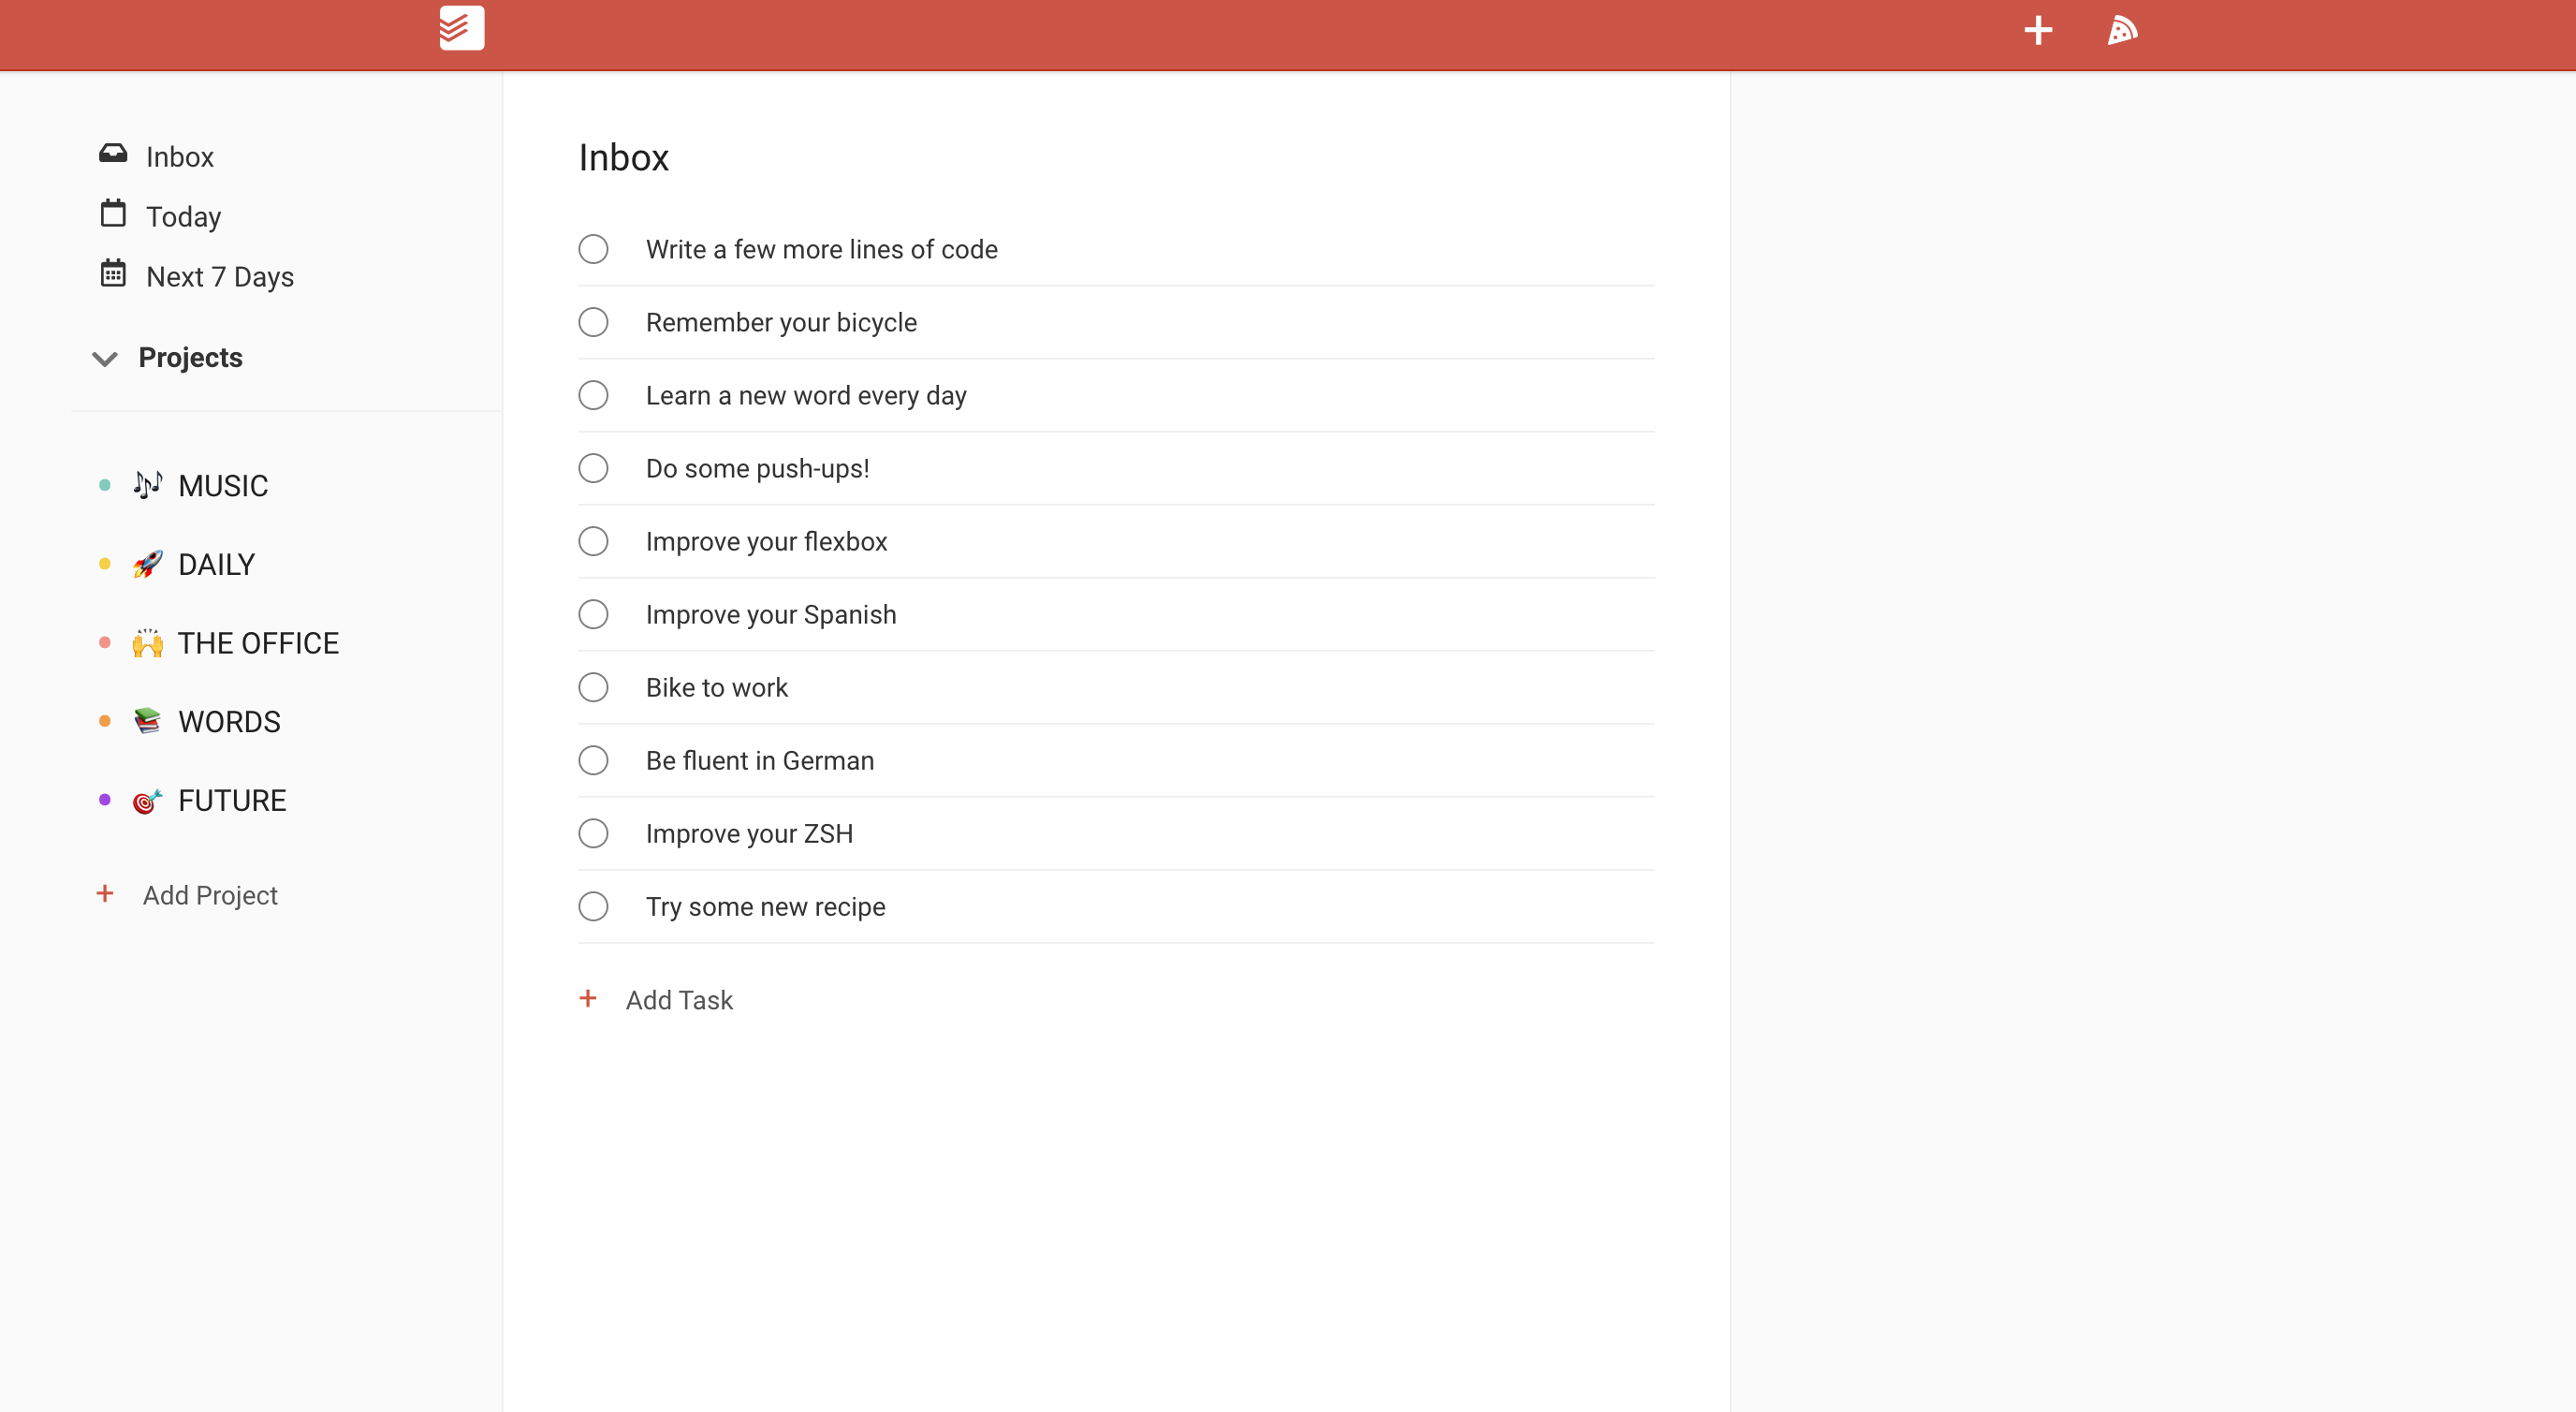 Inbox
Today
Next 7 Days
Projects
🎶 MUSIC
🚀 DAILY
🙌 THE OFFICE
📚 WORDS
🎯 FUTURE
+ Add Project
Inbox
Write a few more lines of code
Remember your bicycle
Learn a new word every day
Do some push-ups!
Improve your flexbox
Improve your Spanish
Bike to work
Be fluent in German
Improve your ZSH
Try some new recipe
+ Add Task